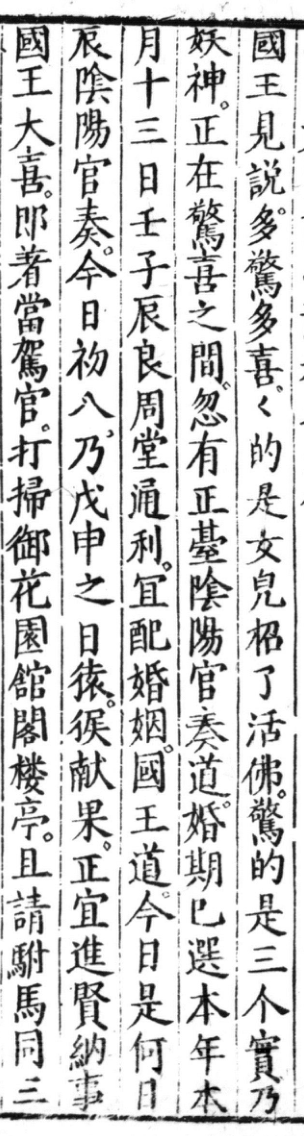 國王見說。多驚多喜。く的是女兒招了活佛。驚的是三个實乃
妖神。正在驚喜之間。忽有正臺陰陽官奏道。婚期已選本年本
月十三日壬子辰良周堂通利。宜配婚姻。國王道。今日是何日
辰陰陽官奏。今日初八乃戊申之日猿。猴献果。正宜進賢納事
國王大喜。即着當駕官。打掃御花園館閣楼亭。且請駙馬同三